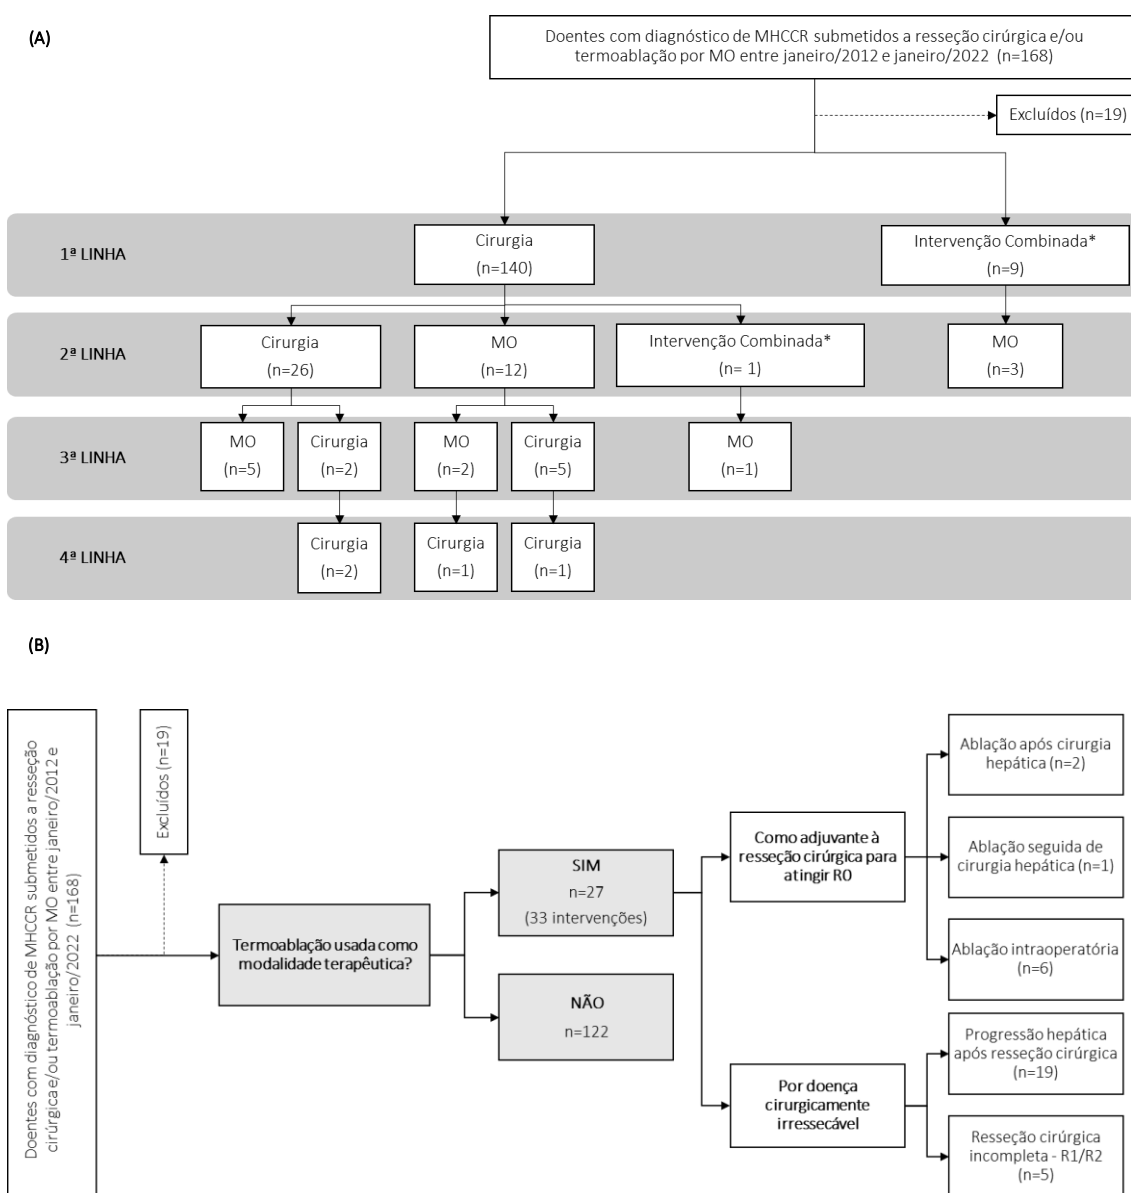 (A)
Doentes com diagnóstico de MHCCR submetidos a resseção cirúrgica e/ou
termoablação por MO entre janeiro/2012 e janeiro/2022 (n=168)
Excluídos (n=19)
1ª LINHA
Cirurgia
(n=140)
Intervenção Combinada*
(n=9)
2ª LINHA
Cirurgia
(n=26)
MO
(n=12)
Intervenção Combinada*
(n= 1)
MO
(n=3)
3ª LINHA
MO
(n=5)
Cirurgia
(n=2)
MO
(n=2)
Cirurgia
(n=5)
MO
(n=1)
4ª LINHA
Cirurgia
(n=2)
Cirurgia
(n=1)
Cirurgia
(n=1)
(B)
Doentes com diagnóstico de MHCCR submetidos a resseção
cirúrgica e/ou termoablação por MO entre janeiro/2012 e
janeiro/2022 (n=168)
Excluídos (n=19)
Termoablação usada como
modalidade terapêutica?
SIM
n=27
(33 intervenções)
NÃO
n=122
Como adjuvante à
resseção cirúrgica para
atingir R0
Ablação após cirurgia
hepática (n=2)
Ablação seguida de
cirurgia hepática (n=1)
Ablação intraoperatória
(n=6)
Por doença
cirurgicamente
irressecável
Progressão hepática
após resseção cirúrgica
(n=19)
Resseção cirúrgica
incompleta - R1/R2
(n=5)